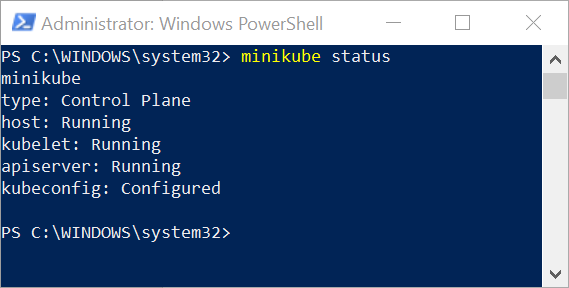 Administrator: Windows PowerShell
PS C:\WINDOWS\system32> minikube status
minikube
type: Control Plane
host: Running
kubelet: Running
apiserver: Running
kubeconfig: Configured
PS C:\WINDOWS\system32>